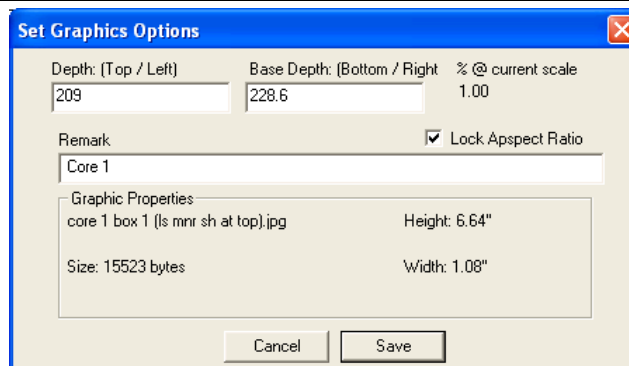 Set Graphics Options
Depth: (Top / Left) Base Depth: (Bottom / Right % @ current scale
209 228.6 1.00
Remark Lock Apspect Ratio
Core 1
Graphic Properties
core 1 box 1 (ls mnr sh at top).jpg Height: 6.64"
Size: 15523 bytes Width: 1.08"
Cancel Save